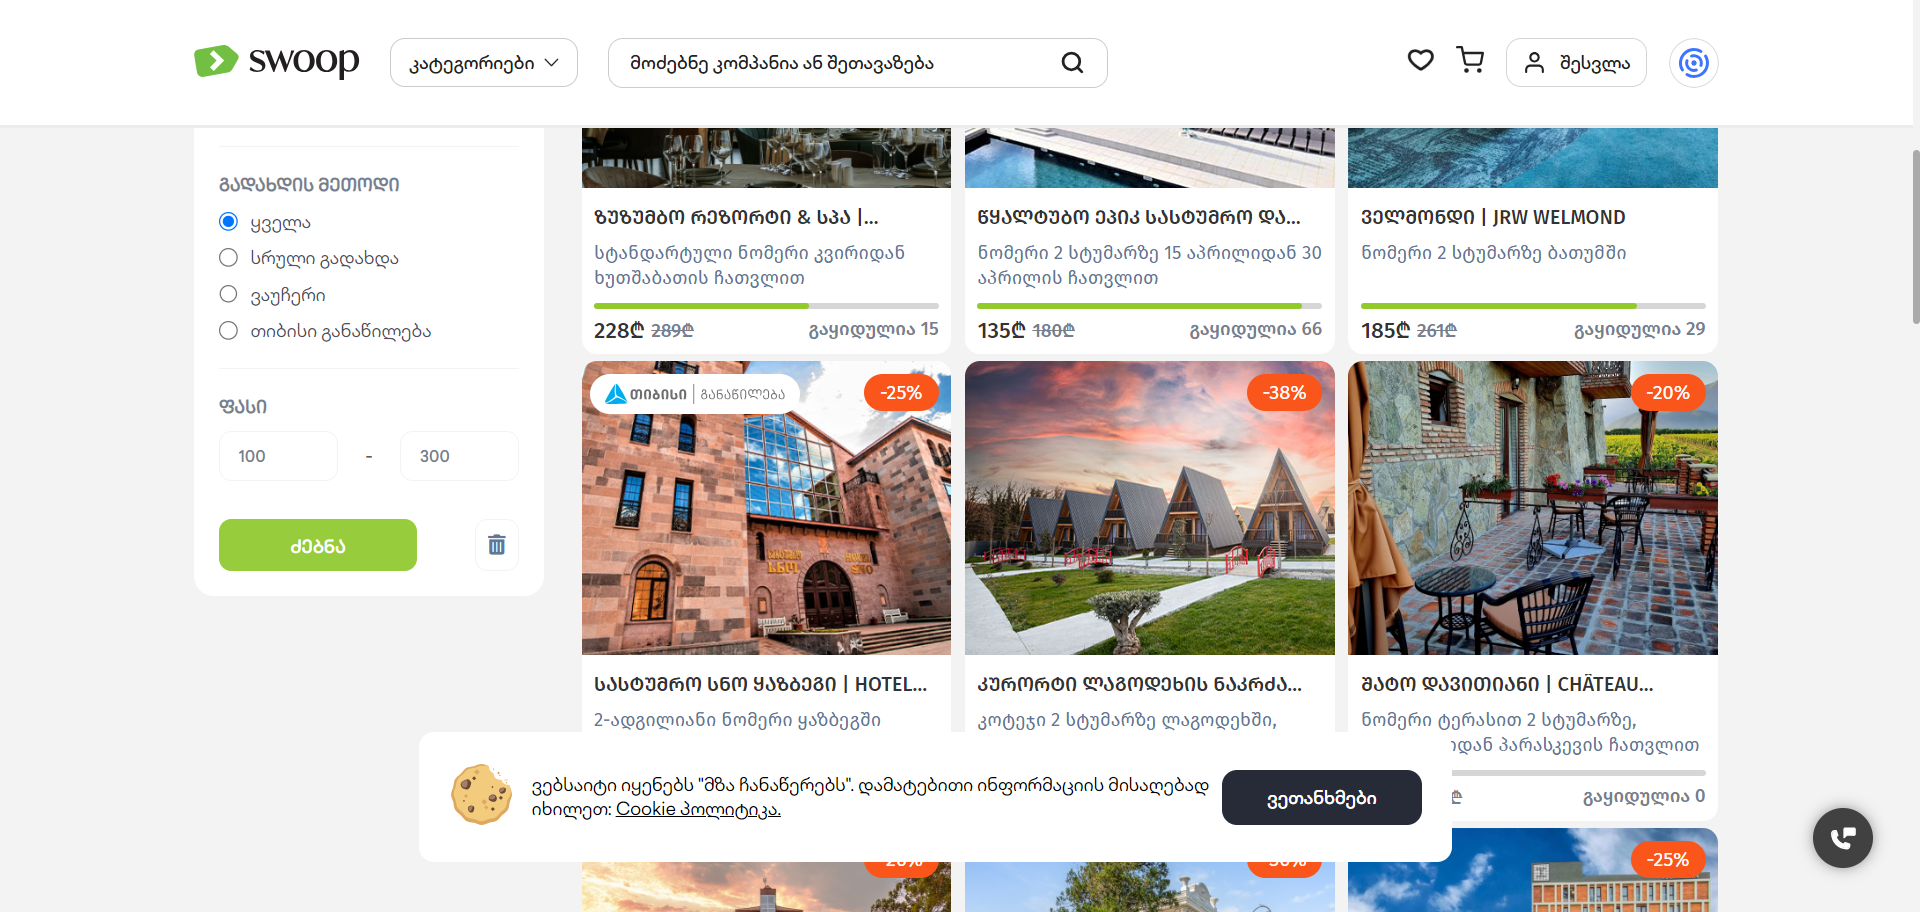 swoop
კატეგორიები
მოძებნე კომპანია ან შეთავაზება
შესვლა
გადახდის მეთოდი
ყველა
სრული გადახდა
ვაუჩერი
თიბისი განაწილება
ფასი
100 - 300
ძებნა
ზუზუმბო რეზორტი & სპა |...
სტანდარტული ნომერი კვირიდან
ხუთშაბათის ჩათვლით
228₾ 289₾ გაყიდულია 15
წყალტუბო ეპიკ სასტუმრო და...
ნომერი 2 სტუმარზე 15 აპრილიდან 30
აპრილის ჩათვლით
135₾ 180₾ გაყიდულია 66
ველმონდი | JRW WELMOND
ნომერი 2 სტუმარზე ბათუმში
185₾ 261₾ გაყიდულია 29
თიბისი | განაწილება
-25%
სასტუმრო სნო ყაზბეგი | HOTEL...
2-ადგილიანი ნომერი ყაზბეგში
-38%
კურორტი ლაგოდეხის ნაკრძა...
კოტეჯი 2 სტუმარზე ლაგოდეხში,
-20%
შატო დავითიანი | CHÂTEAU...
ნომერი ტერასით 2 სტუმარზე,
პარასკევის ჩათვლით
₾ გაყიდულია 0
ვებსაიტი იყენებს "მზა ჩანაწერებს". დამატებითი ინფორმაციის მისაღებად
იხილეთ: Cookie პოლიტიკა.
ვეთანხმები
-25%